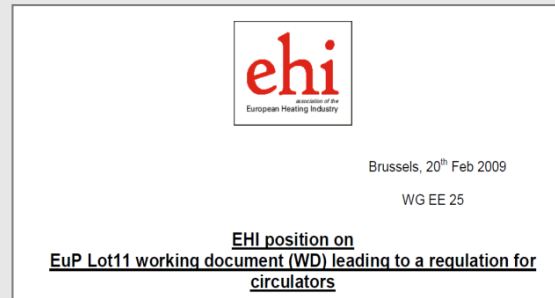 ehi
association of the
European Heating Industry
Brussels, 20th Feb 2009
WG EE 25
EHI position on
EuP Lot11 working document (WD) leading to a regulation for
circulators